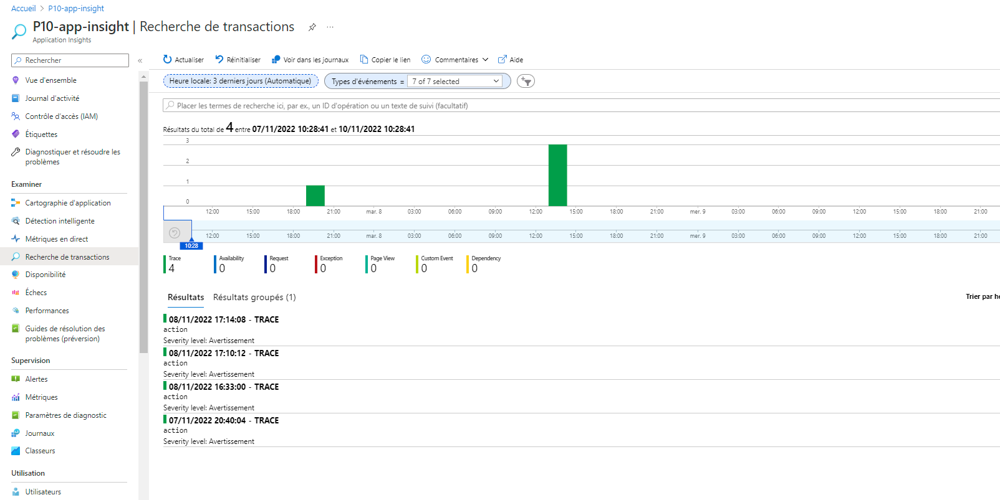 Accueil > P10-app-insight
P10-app-insight | Recherche de transactions ...
Application Insights
Rechercher «
Actualiser Réinitialiser Voir dans les journaux Copier le lien Commentaires Aide
Vue d'ensemble
Journal d'activité
Contrôle d'accès (IAM)
Étiquettes
Diagnostiquer et résoudre les
problèmes
Examiner
Cartographie d'application
Détection intelligente
Métriques en direct
Recherche de transactions
Disponibilité
Échecs
Performances
Guides de résolution des
problèmes (préversion)
Supervision
Alertes
Métriques
Paramètres de diagnostic
Journaux
Classeurs
Utilisation
Utilisateurs
Heure locale: 3 derniers jours (Automatique) Types d'événements = 7 of 7 selected
Placer les termes de recherche ici, par ex., un ID d'opération ou un texte de suivi (facultatif)
Résultats du total de 4 entre 07/11/2022 10:28:41 et 10/11/2022 10:28:41
3
2
1
0
12:00 15:00 18:00 21:00 mar. 8 03:00 06:00 09:00 12:00 15:00 18:00 21:00 mer. 9 03:00 06:00 09:00 12:00 15:00 18:00 21:00
12:00 15:00 18:00 21:00 mar. 8 03:00 06:00 09:00 12:00 15:00 18:00 21:00 mer. 9 03:00 06:00 09:00 12:00 15:00 18:00 21:00
10:28
Trace Availability Request Exception Page View Custom Event Dependency
4 0 0 0 0 0 0
Résultats Résultats groupés (1) Trier par he
08/11/2022 17:14:08 - TRACE
action
Severity level: Avertissement
08/11/2022 17:10:12 - TRACE
action
Severity level: Avertissement
08/11/2022 16:33:00 - TRACE
action
Severity level: Avertissement
07/11/2022 20:40:04 - TRACE
action
Severity level: Avertissement